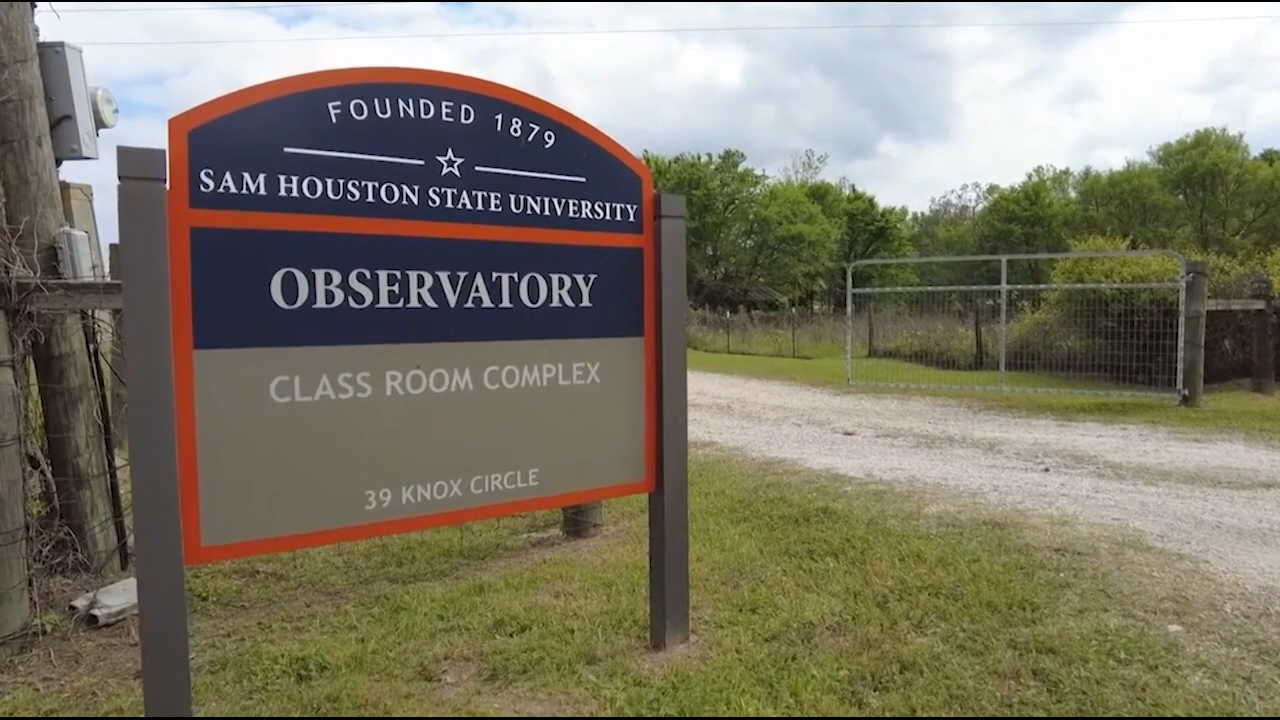 FOUNDED 1879
SAM HOUSTON STATE UNIVERSITY
OBSERVATORY
CLASS ROOM COMPLEX
39 KNOX CIRCLE